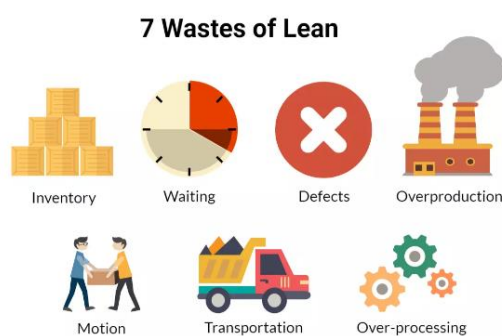 7 Wastes of Lean
Inventory
Waiting
Defects
Overproduction
Motion
Transportation
Over-processing